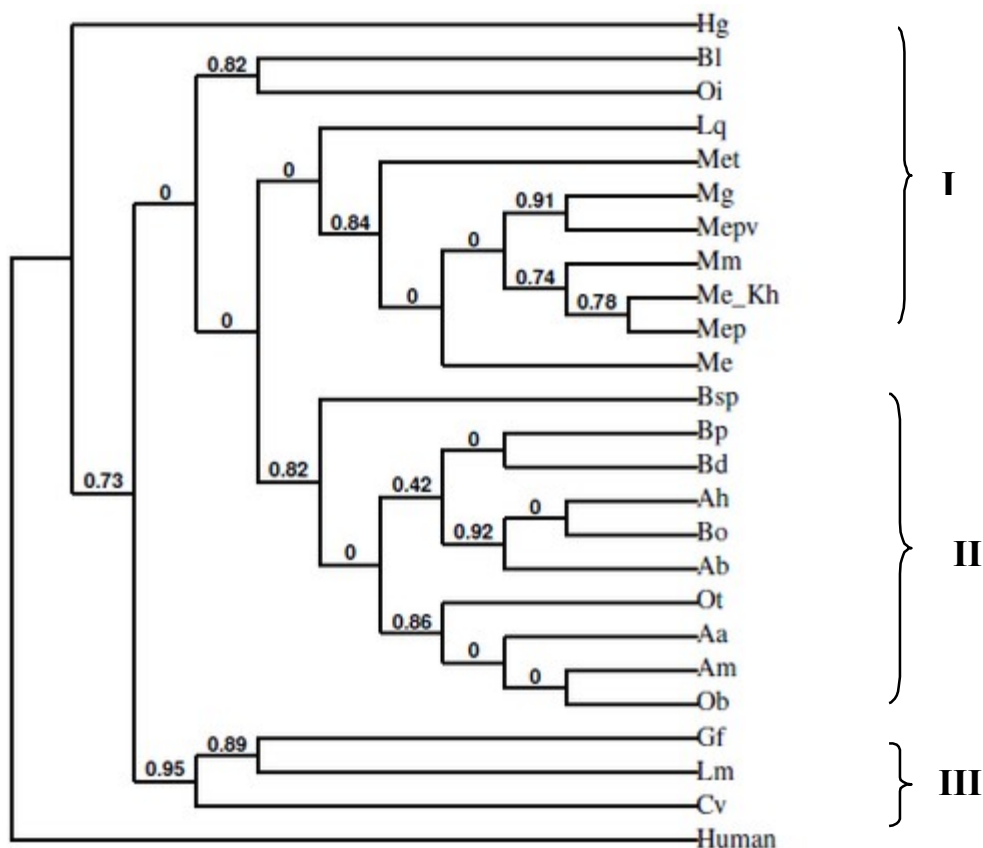 Hg
0.82 Bl
Oi
Lq
0 0 Met
0.84 0.91 Mg
0 Mepv
0.74 Mm
0 0.78 Me_Kh
0 Mep
Me
I
Bsp
0 Bp
0.73 0.82 0.42 Bd
0 Ah
0 0.92 Bo
Ab
Ot
0.86 Aa
0 Am
0 Ob
II
0.89 Gf
0.95 Lm
Cv
III
Human